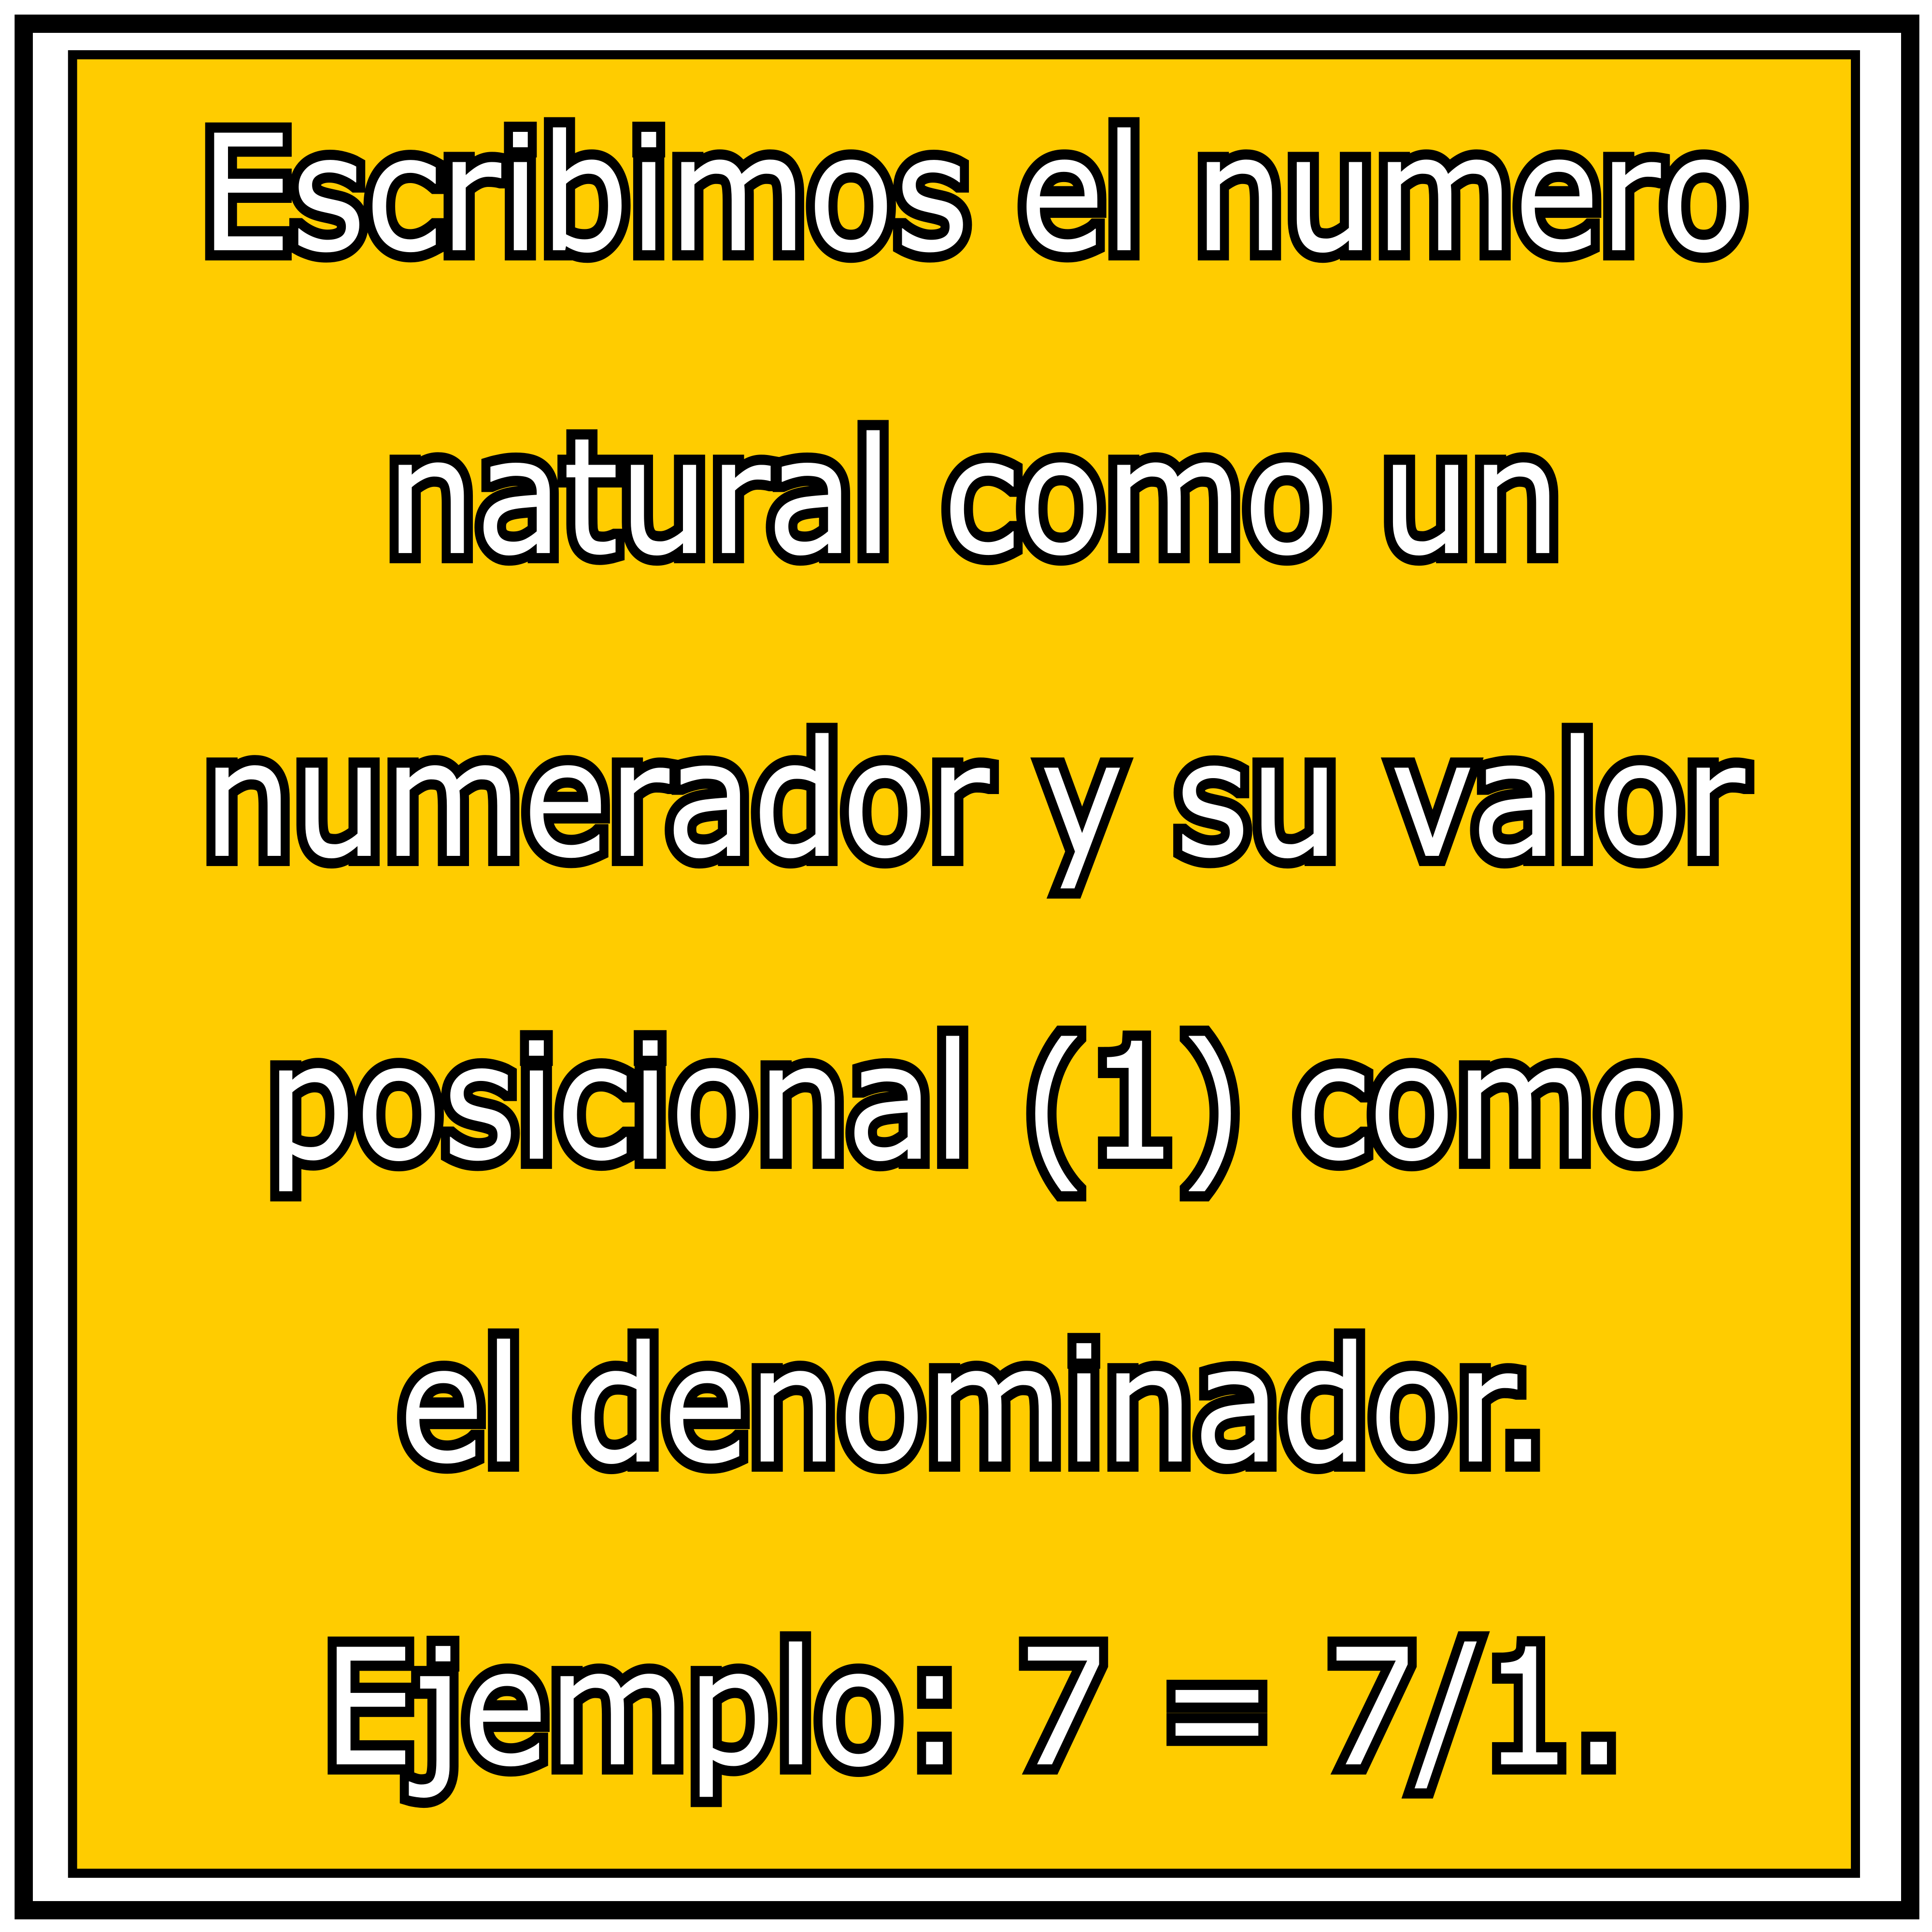 Escribimos el numero
natural como un
numerador y su valor
posicional (1) como
el denominador.
Ejemplo: 7 = 7/1.